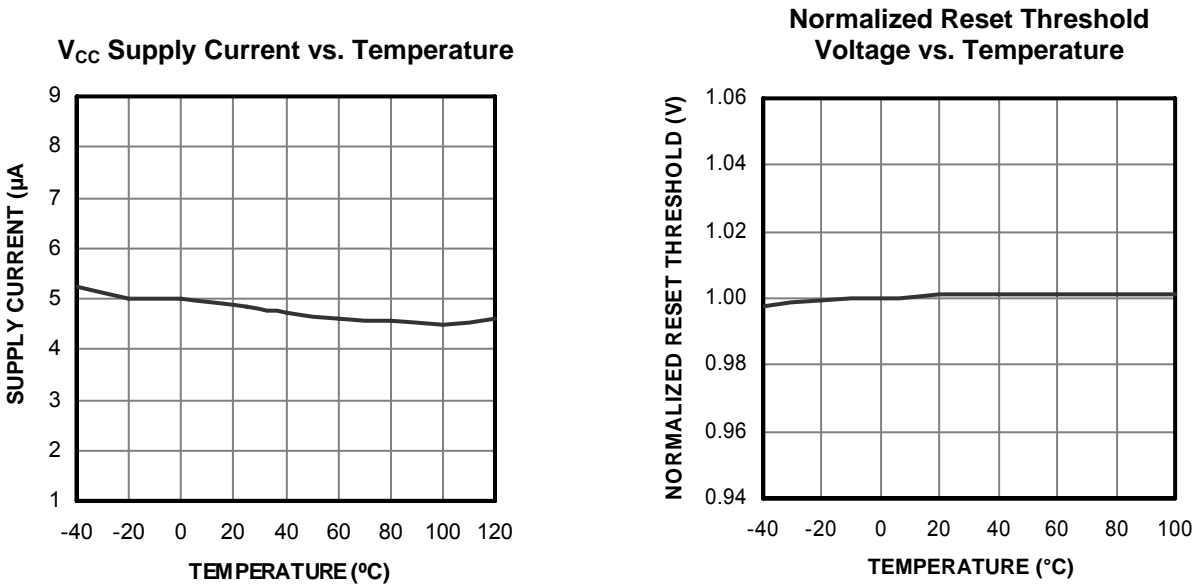 V_CC Supply Current vs. Temperature
SUPPLY CURRENT (µA
9
8
7
6
5
4
3
2
1
-40 -20 0 20 40 60 80 100 120
TEMPERATURE (ºC)
Normalized Reset Threshold
Voltage vs. Temperature
NORMALIZED RESET THRESHOLD (V)
1.06
1.04
1.02
1.00
0.98
0.96
0.94
-40 -20 0 20 40 60 80 100
TEMPERATURE (°C)